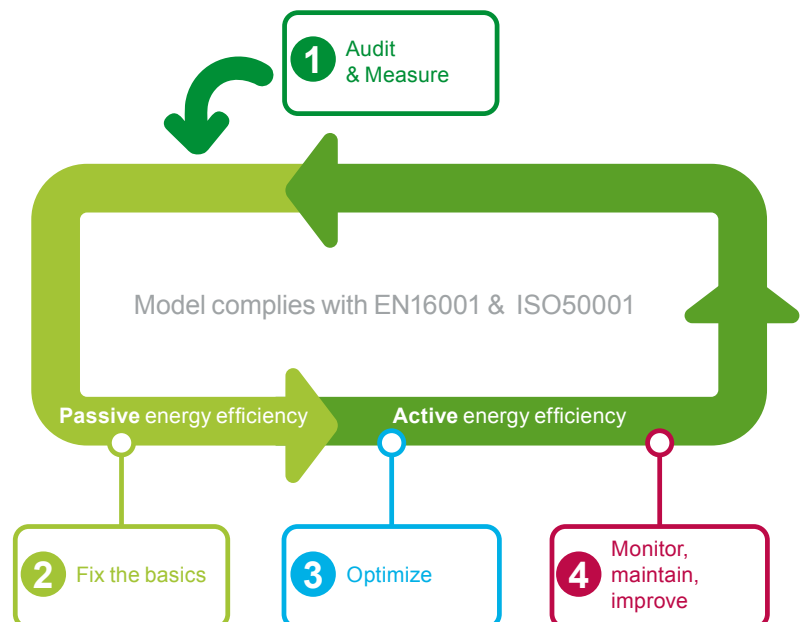 1
Audit
& Measure
Model complies with EN16001 & ISO50001
Passive energy efficiency
Active energy efficiency
2
Fix the basics
3
Optimize
4
Monitor,
maintain,
improve